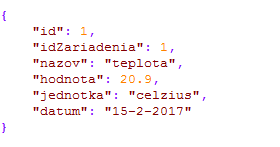 {
"id": 1,
"idZariadenia": 1,
"nazov": "teplota",
"hodnota": 20.9,
"jednotka": "celzius",
"datum": "15-2-2017"
}